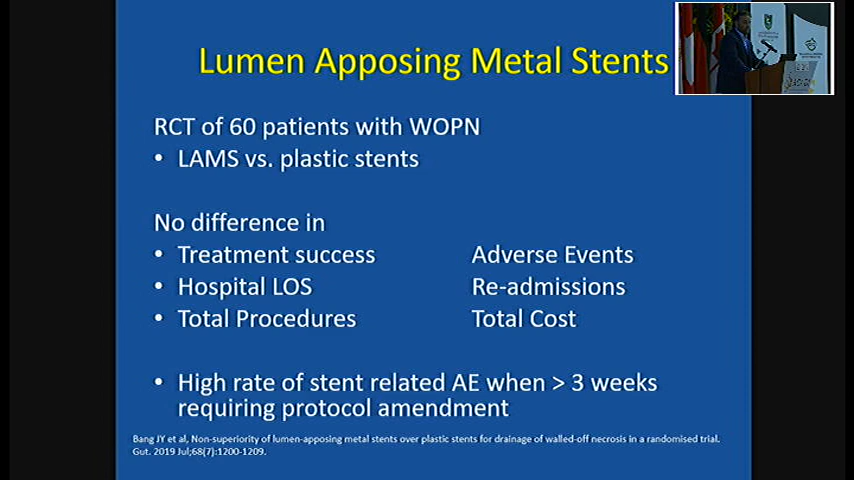 Lumen Apposing Metal Stents
RCT of 60 patients with WOPN
• LAMS vs. plastic stents
No difference in
• Treatment success Adverse Events
• Hospital LOS Re-admissions
• Total Procedures Total Cost
• High rate of stent related AE when > 3 weeks
requiring protocol amendment
Bang JY et al, Non-superiority of lumen-apposing metal stents over plastic stents for drainage of walled-off necrosis in a randomised trial.
Gut. 2019 Jul;68(7):1200-1209.